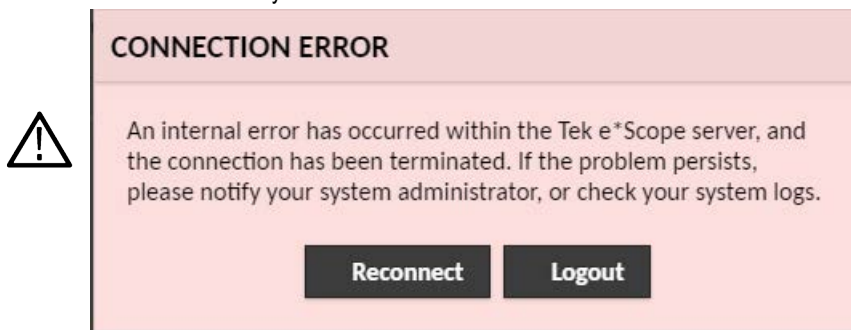 CONNECTION ERROR
An internal error has occurred within the Tek e*Scope server, and
the connection has been terminated. If the problem persists,
please notify your system administrator, or check your system logs.
Reconnect Logout